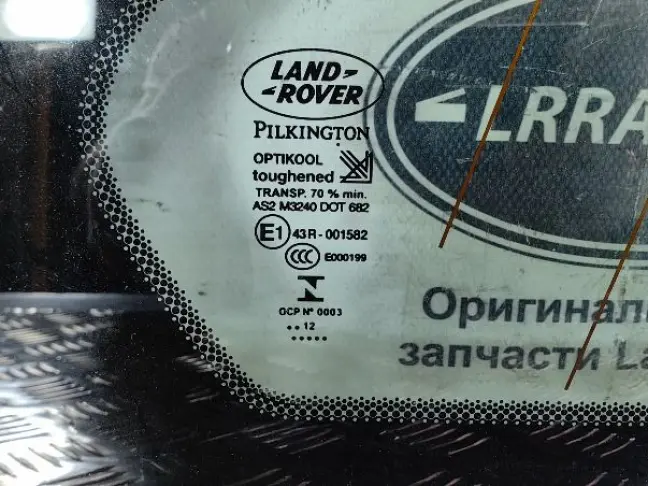 LAND
ROVER
PILKINGTON
OPTIKOOL
toughened
TRANSP. 70 % min.
AS2 M3240 DOT 682
E1 43R-001582
CCC E000199
OCP Nº 0003
..12
.....
LRRA
Оригинал
запчасти La